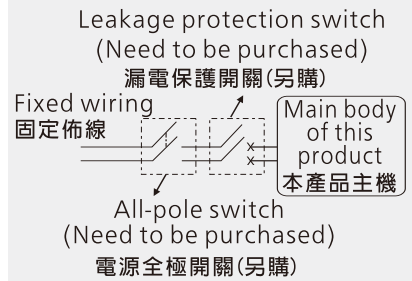 Leakage protection switch
(Need to be purchased)
漏電保護開關(另購)
Fixed wiring
固定佈線
Main body
of this
product
本產品主機
All-pole switch
(Need to be purchased)
電源全極開關(另購)